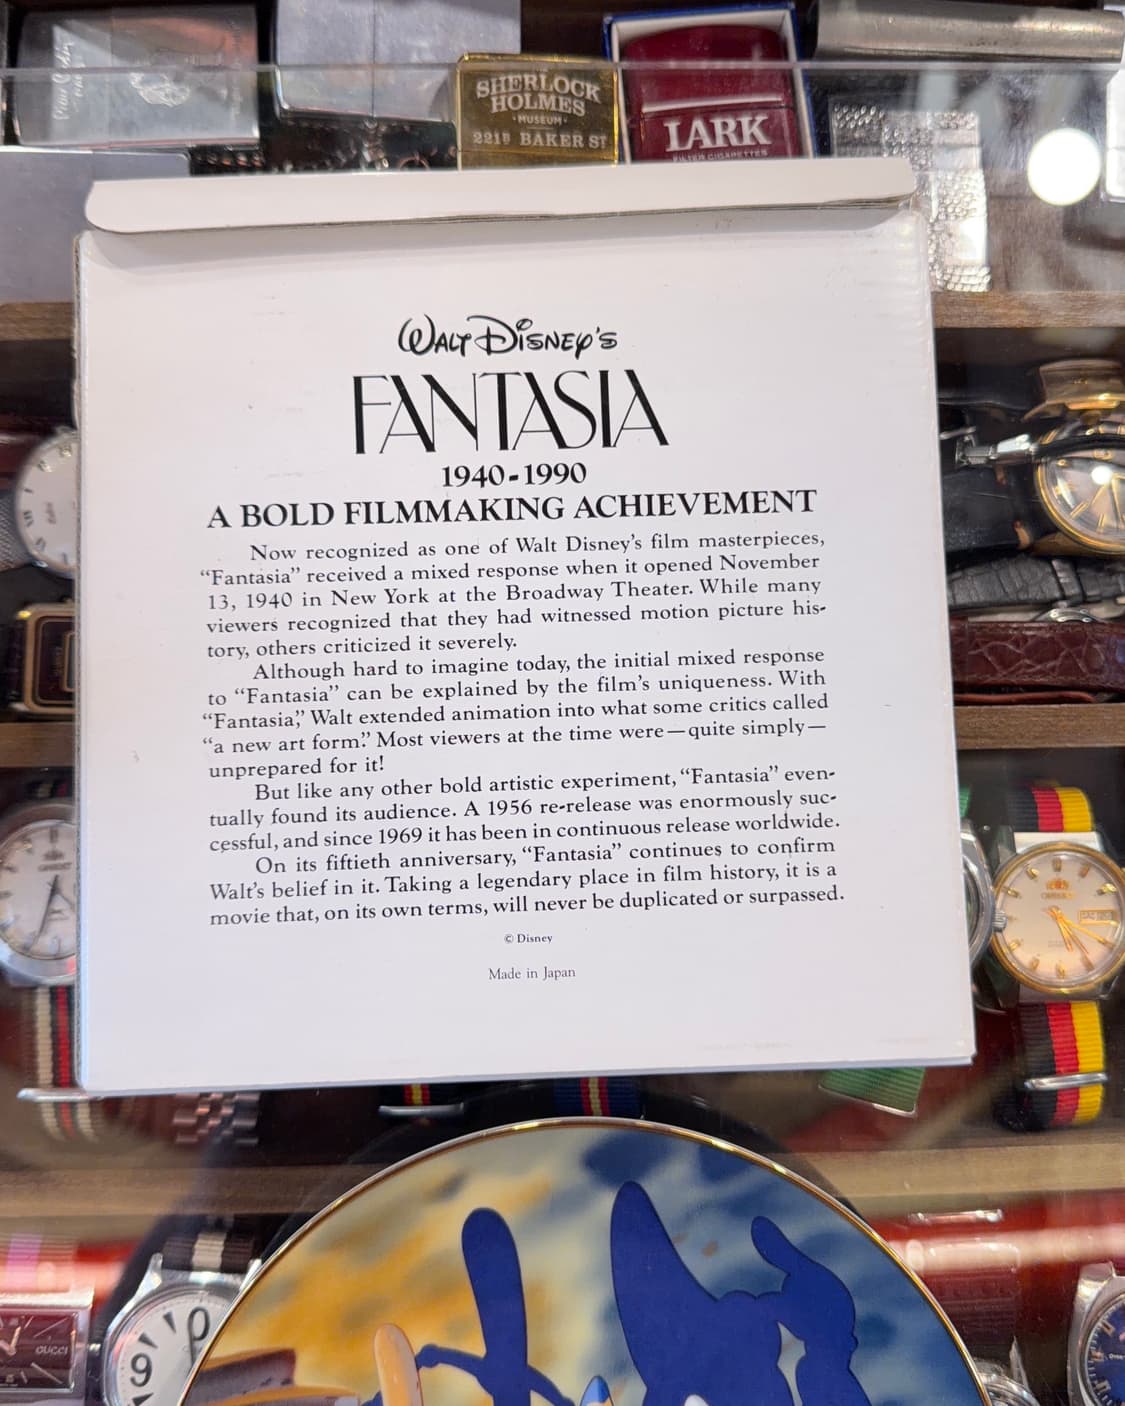 SHERLOCK
HOLMES
·MUSEUM·
221B BAKER ST
LARK
FILTER CIGARETTES
WALT DISNEY'S
FANTASIA
1940-1990
A BOLD FILMMAKING ACHIEVEMENT
Now recognized as one of Walt Disney's film masterpieces,
“Fantasia” received a mixed response when it opened November
13, 1940 in New York at the Broadway Theater. While many
viewers recognized that they had witnessed motion picture his-
tory, others criticized it severely.
Although hard to imagine today, the initial mixed response
to “Fantasia” can be explained by the film's uniqueness. With
“Fantasia,” Walt extended animation into what some critics called
“a new art form.” Most viewers at the time were—quite simply—
unprepared for it!
But like any other bold artistic experiment, “Fantasia” even-
tually found its audience. A 1956 re-release was enormously suc-
cessful, and since 1969 it has been in continuous release worldwide.
On its fiftieth anniversary, “Fantasia” continues to confirm
Walt's belief in it. Taking a legendary place in film history, it is a
movie that, on its own terms, will never be duplicated or surpassed.
© Disney
Made in Japan
GUCCI
9